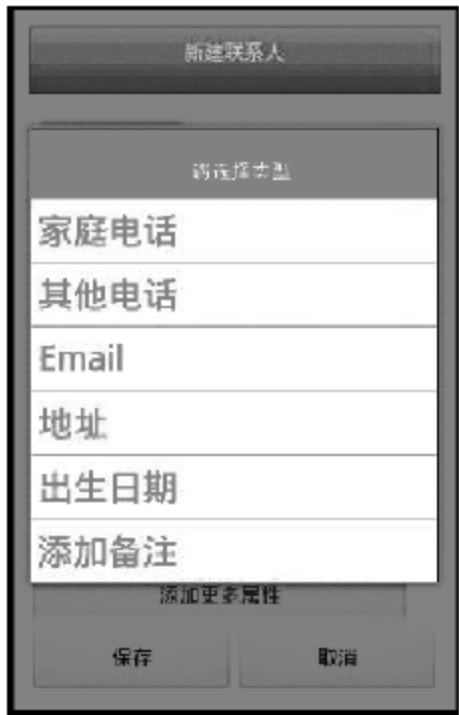 新建联系人
请选择类型
家庭电话
其他电话
Email
地址
出生日期
添加备注
添加更多属性
保存 取消